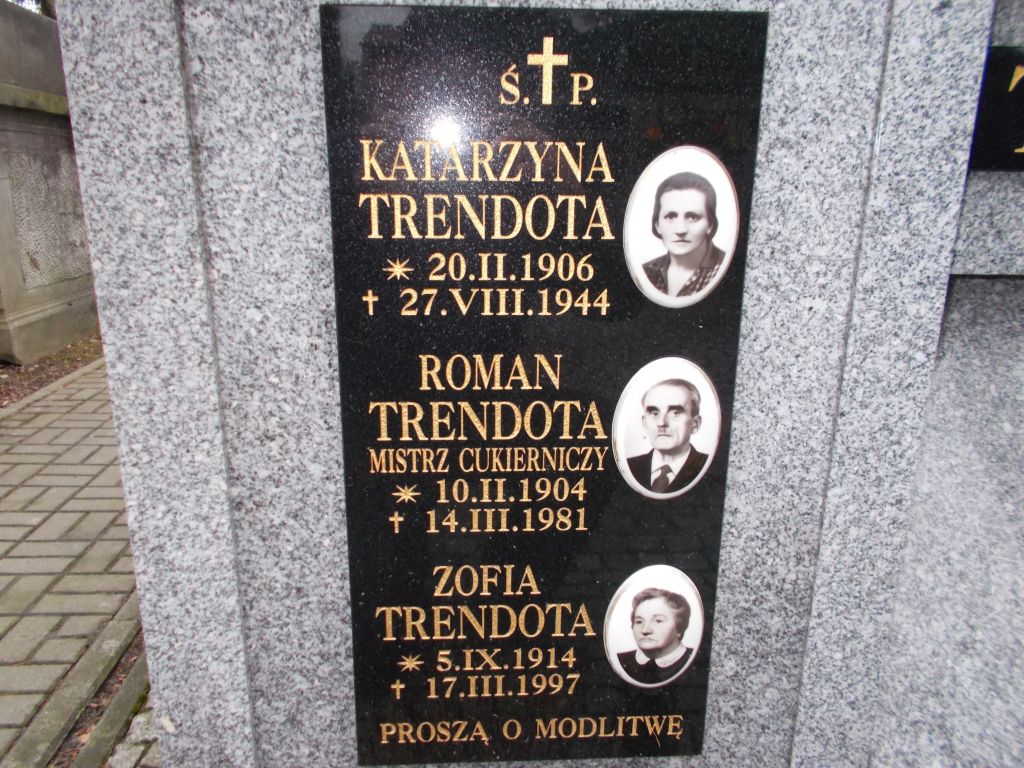 Ś. P.
KATARZYNA
TRENDOTA
20.II.1906
27.VIII.1944
ROMAN
TRENDOTA
MISTRZ CUKIERNICZY
10.II.1904
14.III.1981
ZOFIA
TRENDOTA
5.IX.1914
17.III.1997
PROSZĄ O MODLITWĘ